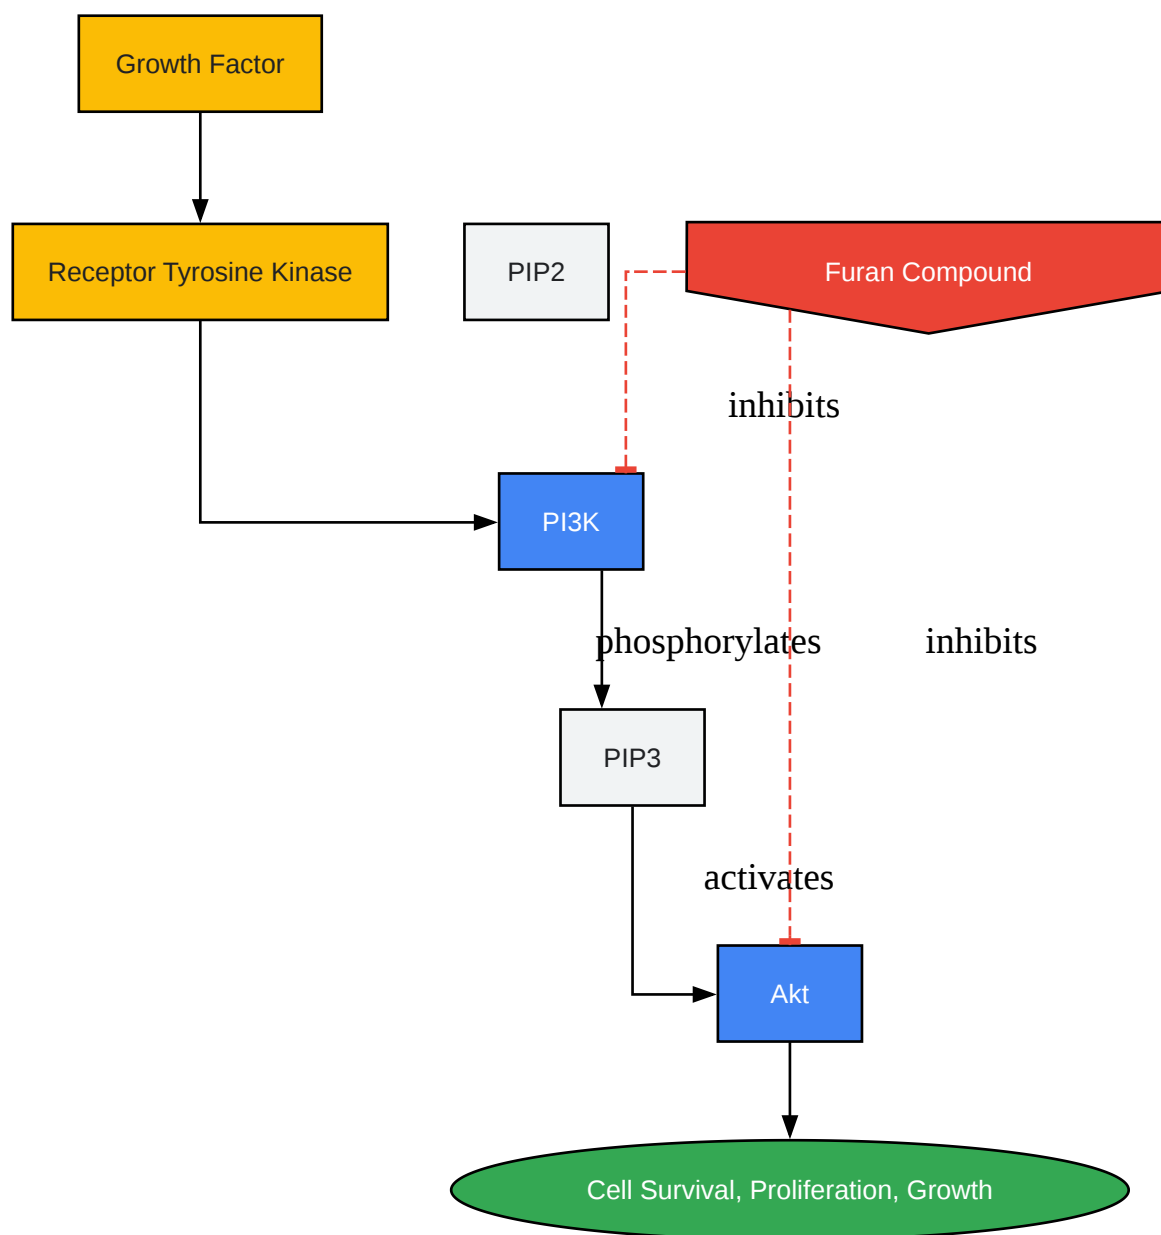 Growth Factor
Receptor Tyrosine Kinase
PIP2
Furan Compound
inhibits
PI3K
phosphorylates
inhibits
PIP3
activates
Akt
Cell Survival, Proliferation, Growth